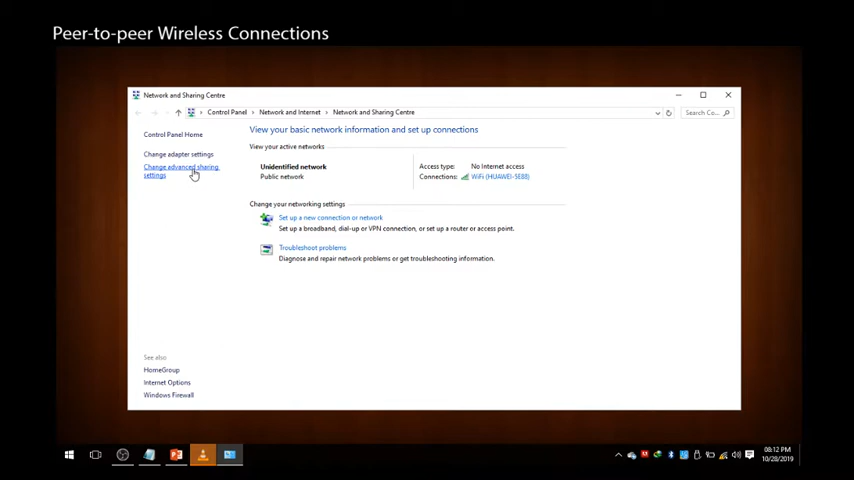 Peer-to-peer Wireless Connections
Network and Sharing Centre
Control Panel > Network and Internet > Network and Sharing Centre
Search Co...
Control Panel Home
Change adapter settings
Change advanced sharing
settings
View your basic network information and set up connections
View your active networks
Unidentified network
Public network
Access type: No Internet access
Connections: WiFi (HUAWEI-5E88)
Change your networking settings
Set up a new connection or network
Set up a broadband, dial-up or VPN connection, or set up a router or access point.
Troubleshoot problems
Diagnose and repair network problems or get troubleshooting information.
See also
HomeGroup
Internet Options
Windows Firewall
08:12 PM
10/28/2019